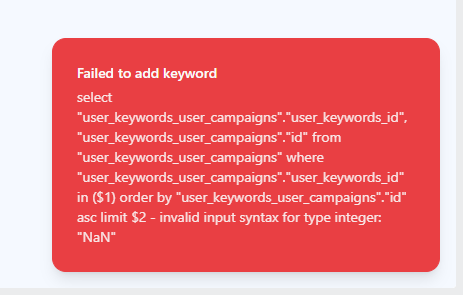 Failed to add keyword
select
"user_keywords_user_campaigns"."user_keywords_id",
"user_keywords_user_campaigns"."id" from
"user_keywords_user_campaigns" where
"user_keywords_user_campaigns"."user_keywords_id"
in ($1) order by "user_keywords_user_campaigns"."id"
asc limit $2 - invalid input syntax for type integer:
"NaN"